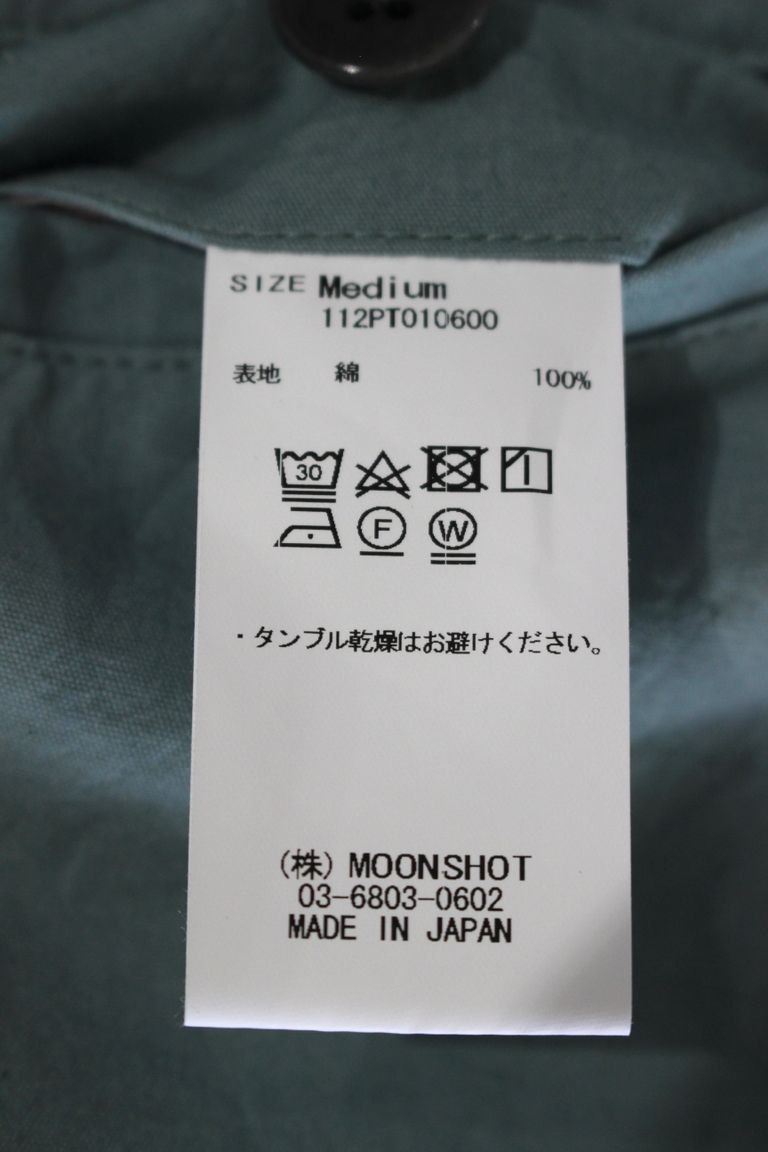 SIZE Medium
112PT010600
表地 綿 100%
30
F W
・タンブル乾燥はお避けください。
(株) MOONSHOT
03-6803-0602
MADE IN JAPAN